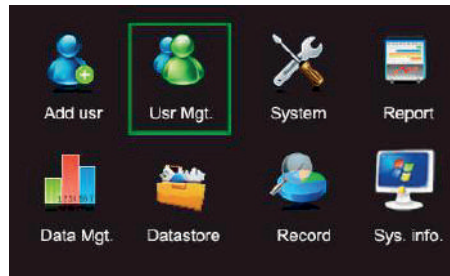 Add usr
Usr Mgt.
System
Report
Data Mgt.
Datastore
Record
Sys. info.